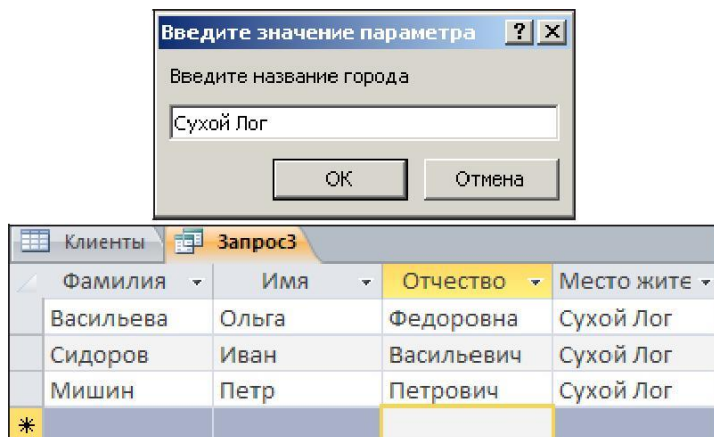 Введите значение параметра
Введите название города
Сухой Лог
ОК Отмена
Клиенты Запрос3
Фамилия Имя Отчество Место жите
Васильева Ольга Федоровна Сухой Лог
Сидоров Иван Васильевич Сухой Лог
Мишин Петр Петрович Сухой Лог